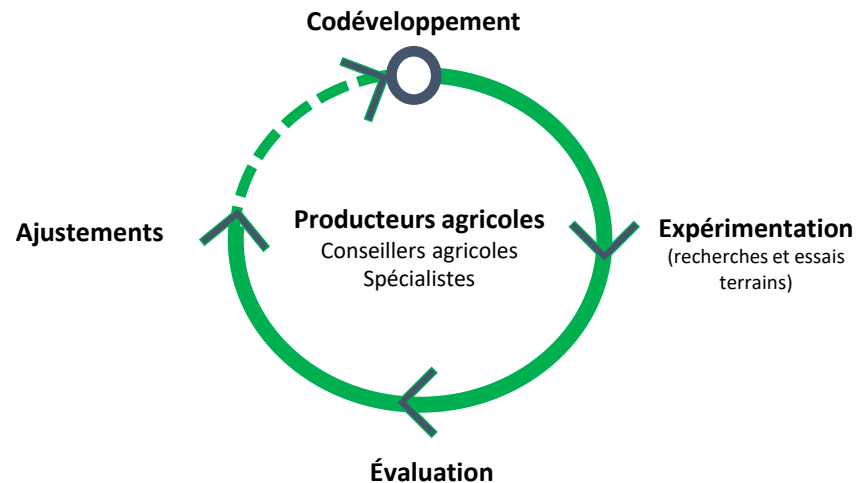 Codéveloppement
Producteurs agricoles
Conseillers agricoles
Spécialistes
Ajustements
Expérimentation
(recherches et essais
terrains)
Évaluation